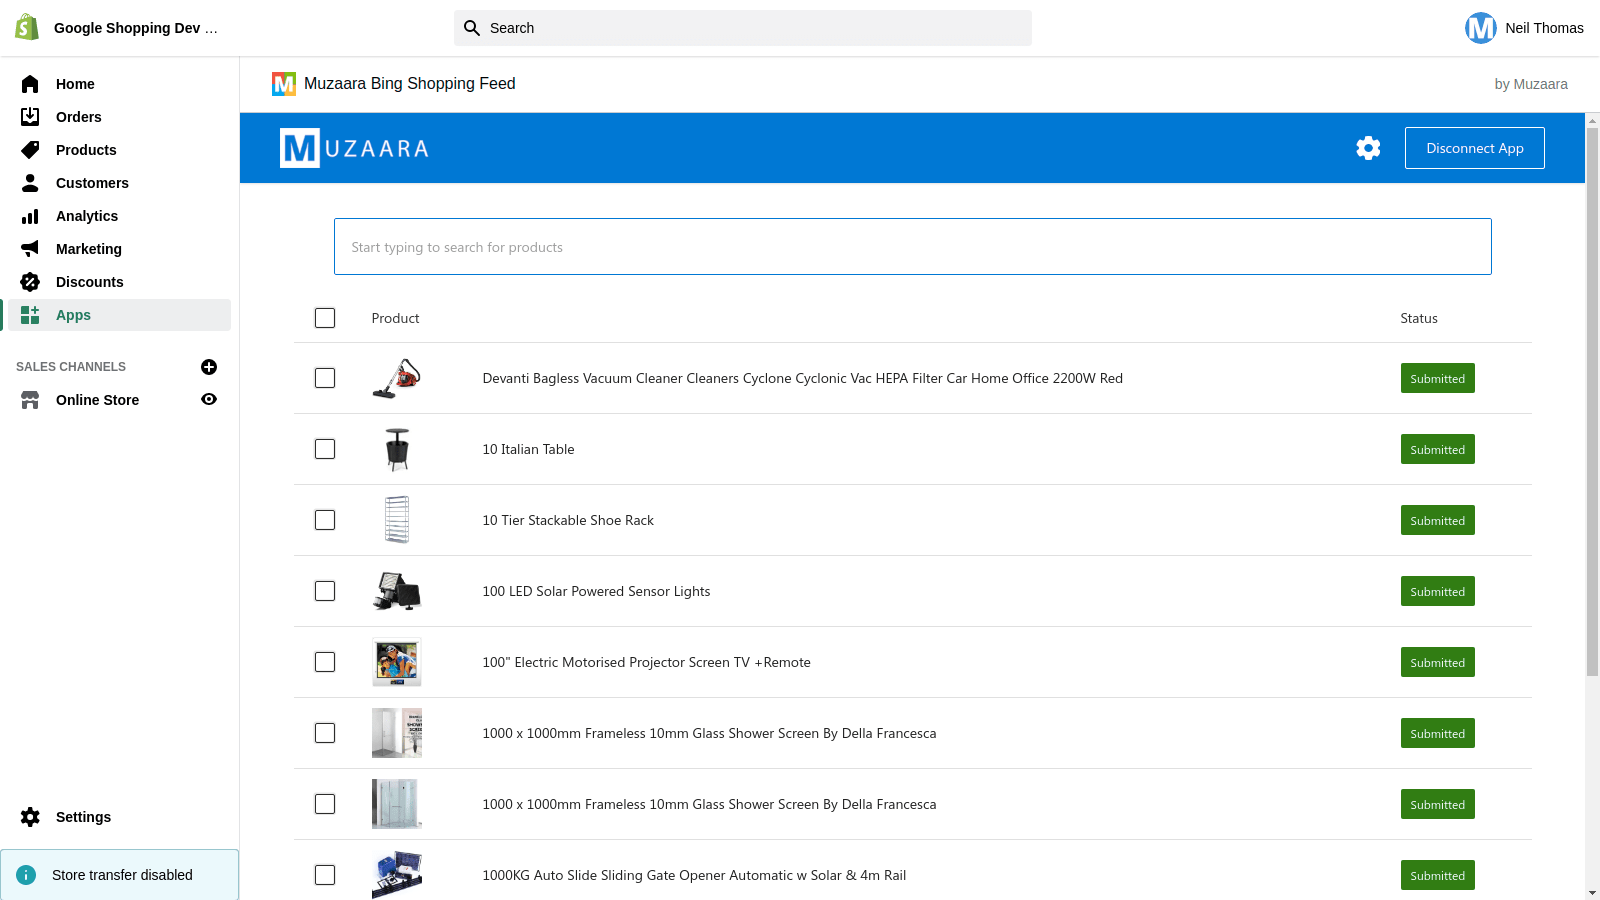 Google Shopping Dev …
Search
Neil Thomas
Home
Orders
Products
Customers
Analytics
Marketing
Discounts
Apps
SALES CHANNELS
Online Store
Settings
Store transfer disabled
Muzaara Bing Shopping Feed
by Muzaara
MUZAARA
Disconnect App
Start typing to search for products
Product Status
Devanti Bagless Vacuum Cleaner Cleaners Cyclone Cyclonic Vac HEPA Filter Car Home Office 2200W Red Submitted
10 Italian Table Submitted
10 Tier Stackable Shoe Rack Submitted
100 LED Solar Powered Sensor Lights Submitted
100" Electric Motorised Projector Screen TV +Remote Submitted
1000 x 1000mm Frameless 10mm Glass Shower Screen By Della Francesca Submitted
1000 x 1000mm Frameless 10mm Glass Shower Screen By Della Francesca Submitted
1000KG Auto Slide Sliding Gate Opener Automatic w Solar & 4m Rail Submitted